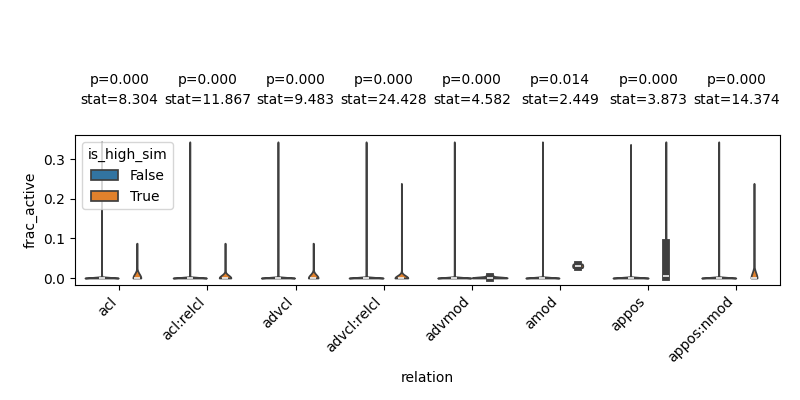 p=0.000 p=0.000 p=0.000 p=0.000 p=0.000 p=0.014 p=0.000 p=0.000
stat=8.304 stat=11.867 stat=9.483 stat=24.428 stat=4.582 stat=2.449 stat=3.873 stat=14.374
is_high_sim
False
True
frac_active
0.3
0.2
0.1
0.0
acl acl:relcl advcl advcl:relcl advmod amod appos appos:nmod
relation